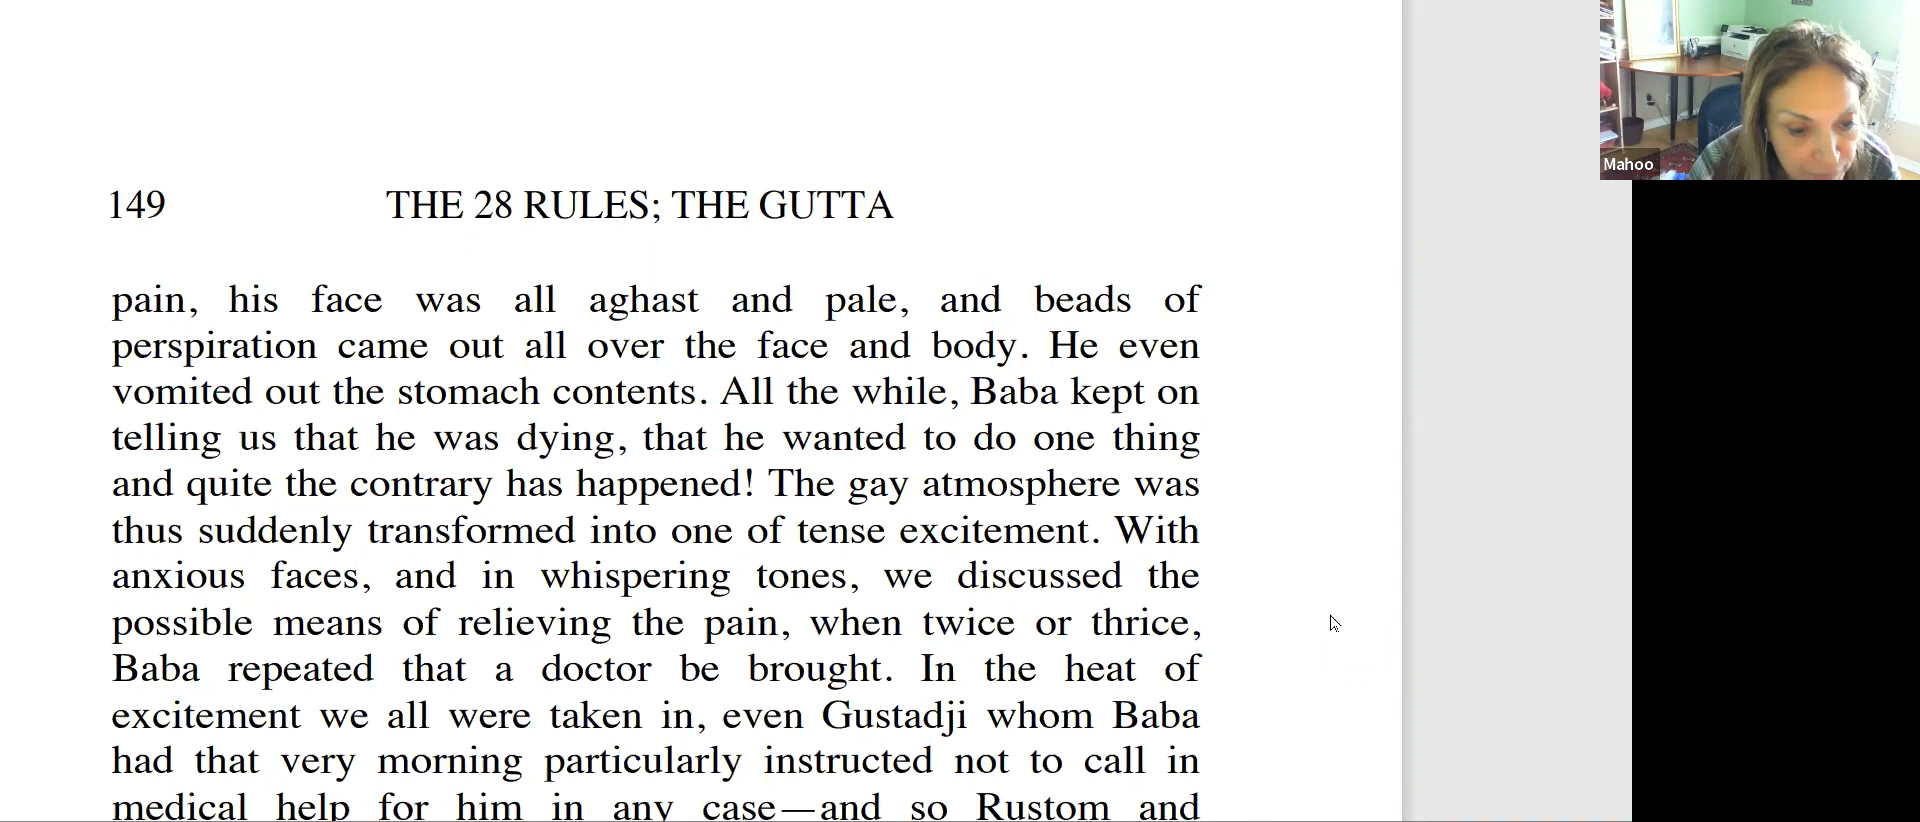 149 THE 28 RULES; THE GUTTA
pain, his face was all aghast and pale, and beads of
perspiration came out all over the face and body. He even
vomited out the stomach contents. All the while, Baba kept on
telling us that he was dying, that he wanted to do one thing
and quite the contrary has happened! The gay atmosphere was
thus suddenly transformed into one of tense excitement. With
anxious faces, and in whispering tones, we discussed the
possible means of relieving the pain, when twice or thrice,
Baba repeated that a doctor be brought. In the heat of
excitement we all were taken in, even Gustadji whom Baba
had that very morning particularly instructed not to call in
medical help for him in any case—and so Rustom and
Mahoo